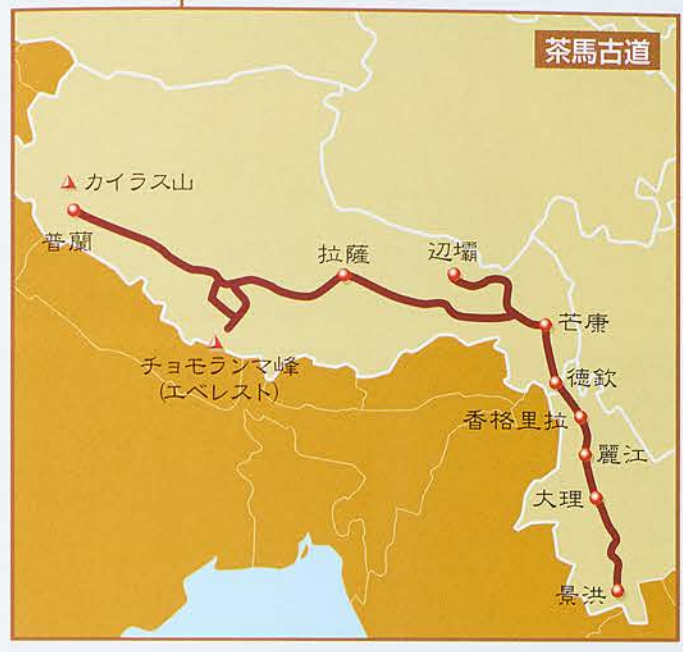 茶馬古道
カイラス山
普蘭
拉薩
辺壩
芒康
チョモランマ峰
(エベレスト)
徳欽
香格里拉
麗江
大理
景洪